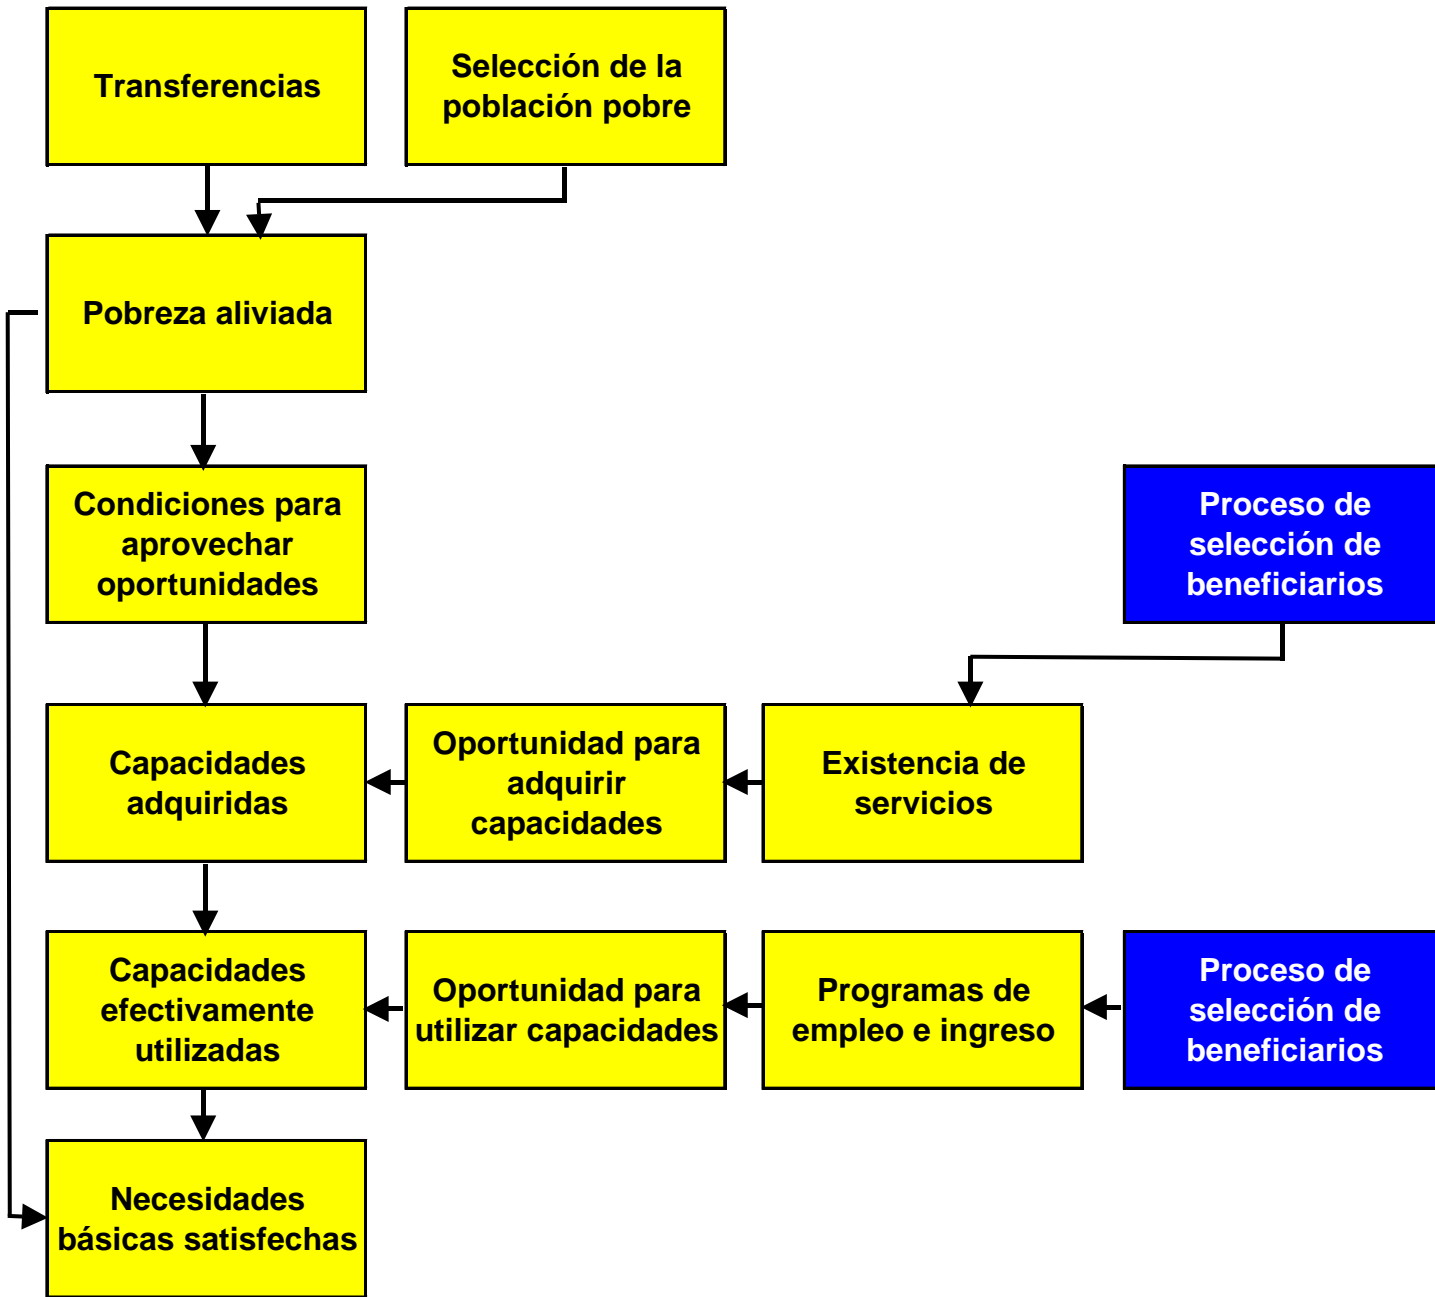 Transferencias
Selección de la
población pobre
Pobreza aliviada
Condiciones para
aprovechar
oportunidades
Proceso de
selección de
beneficiarios
Capacidades
adquiridas
Oportunidad para
adquirir
capacidades
Existencia de
servicios
Capacidades
efectivamente
utilizadas
Oportunidad para
utilizar capacidades
Programas de
empleo e ingreso
Proceso de
selección de
beneficiarios
Necesidades
básicas satisfechas